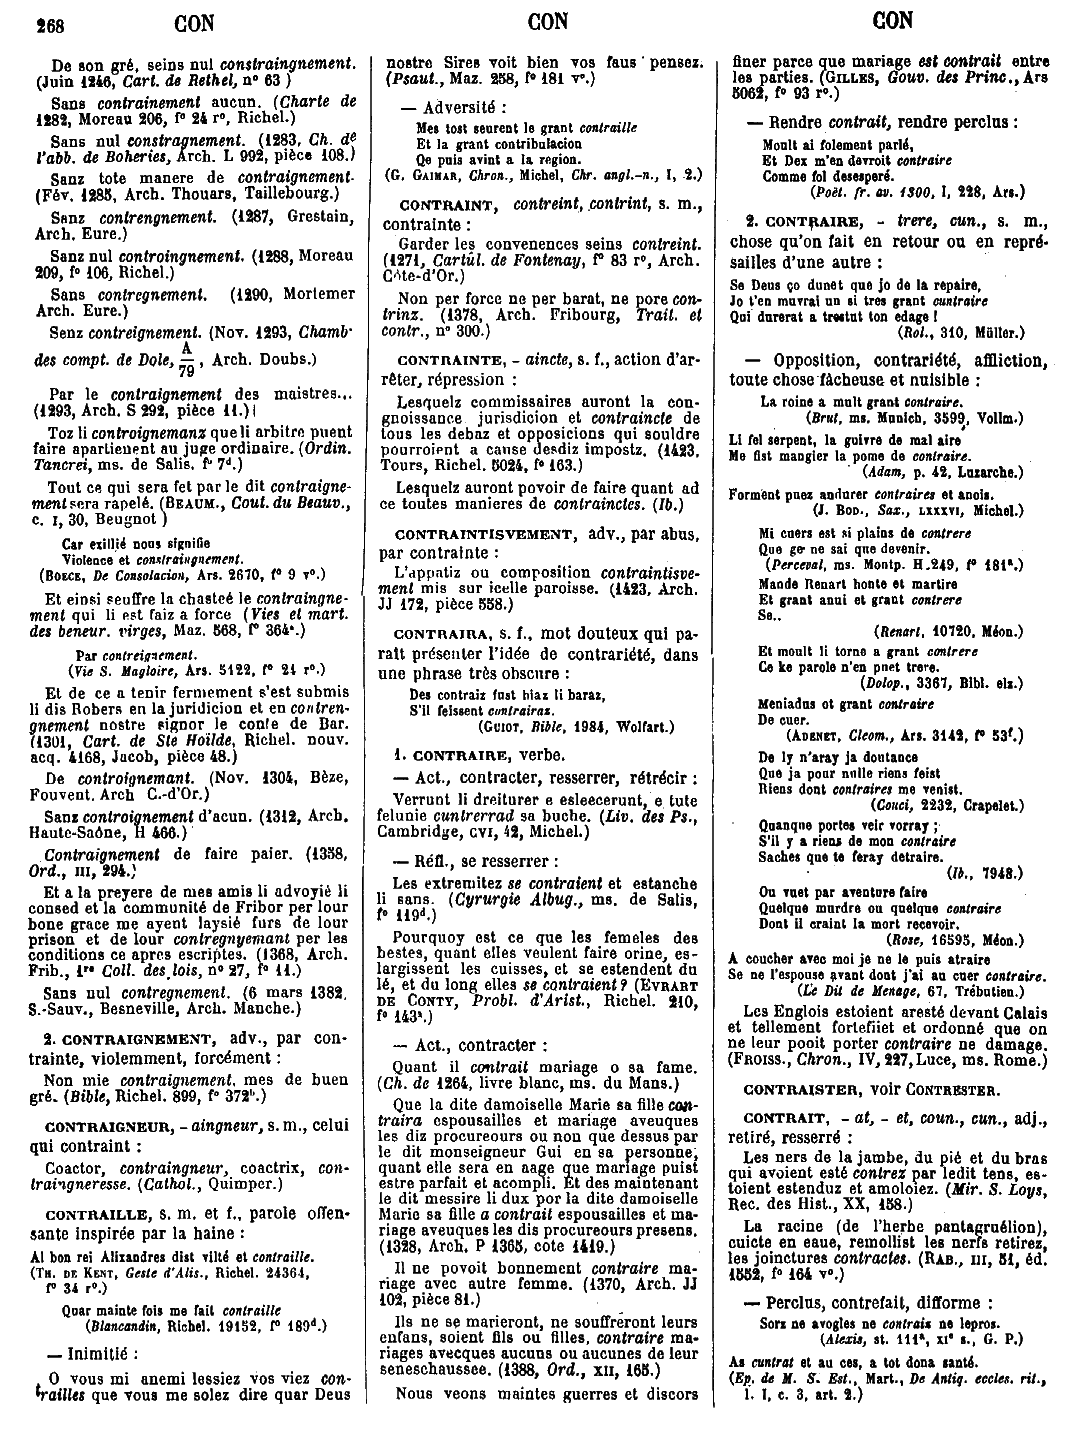 268
CON
CON
CON
De son gré, seins nul constraingnement.
(Juin 1246, Cart. de Rethel, n° 63 )
Sans contrainement aucun. (Charte de
1282, Moreau 206, f° 24 r°, Richel.)
Sans nul constragnement. (1283, Ch. de
l'abb. de Boheries, Arch. L 992, pièce 108.)
Sanz tote manere de contraignement.
(Fév. 1285, Arch. Thouars, Taillebourg.)
Senz contrengnement. (1287, Grestain,
Arch. Eure.)
Sanz nul controingnement. (1288, Moreau
209, f° 106, Richel.)
Sans contregnement. (1290, Mortemer
Arch. Eure.)
Senz contreignement. (Nov. 1293, Chamb.
des compt. de Dole, A/79, Arch. Doubs.)
Par le contraignement des maistres...
(1293, Arch. S 292, pièce 11.)
Toz li controignemanz que li arbitre puent
faire apartienent au juge ordinaire. (Ordin.
Tancrei, ms. de Salis, f° 7d.)
Tout ce qui sera fet par le dit contraigne-
ment sera rapelé. (BEAUM., Cout. du Beauv.,
c. I, 30, Beugnot )
Car exillié nous signifie
Violence et constraingnement.
(BOECE, De Consolacion, Ars. 2670, f° 9 v°.)
Et einsi seuffre la chasteé le contraingne-
ment qui li est faiz a force (Vies et mart.
des beneur. virges, Maz. 568, f° 364a.)
Par contreignement.
(Vie S. Magloire, Ars. 5122, f° 21 r°.)
Et de ce a tenir fermement s'est submis
li dis Robers en la juridicion et en contren-
gnement nostre signor le conte de Bar.
(1301, Cart. de Ste Hoilde, Richel. nouv.
acq. 4168, Jacob, pièce 48.)
De controignemant. (Nov. 1304, Bèze,
Fouvent. Arch C.-d'Or.)
Sanz controignement d'acun. (1312, Arch.
Haute-Saône, H 466.)
Contraignement de faire paier. (1358,
Ord., III, 294.)
Et a la preyere de mes amis li advoyié li
consed et la communité de Fribor per lour
bone grace me ayent laysié furs de lour
prison et de lour contregnyemant per les
conditions ce apres escriptes. (1368, Arch.
Frib., 1re Coll. des lois, n° 27, f° 11.)
Sans nul contregnement. (6 mars 1382,
S.-Sauv., Besneville, Arch. Manche.)
2. CONTRAIGNEMENT, adv., par con-
trainte, violemment, forcément :
Non mie contraignement, mes de buen
gré. (Bible, Richel. 899, f° 372b.)
CONTRAIGNEUR, - aingneur, s. m., celui
qui contraint :
Coactor, contraingneur, coactrix, con-
traingneresse. (Cathol., Quimper.)
CONTRAILLE, s. m. et f., parole offen-
sante inspirée par la haine :
Al bon rei Alixandres dist vilté et contraille.
(TH. DE KENT, Geste d'Alis., Richel. 24364,
f° 34 r°.)
Quar mainte fois me fait contraille
(Blancandin, Richel. 19152, f° 189d.)
— Inimitié :
O vous mi anemi lessiez vos viez con-
trailles que vous me solez dire quar Deus
nostre Sires voit bien vos faus pensez.
(Psaut., Maz. 258, f° 181 v°.)
— Adversité :
Mes tost seurent le grant contraille
Et la grant contribulacion
Qe puis avint a la region.
(G. GAIMAR, Chron., Michel, Chr. angl.-n., I, 2.)
CONTRAINT, contreint, contrint, s. m.,
contrainte :
Garder les convenences seins contreint.
(1271, Cartul. de Fontenay, f° 83 r°, Arch.
Côte-d'Or.)
Non per force ne per barat, ne pore con-
trinz. (1378, Arch. Fribourg, Trait. et
contr., n° 300.)
CONTRAINTE, - aincte, s. f., action d'ar-
rêter, répression :
Lesquelz commissaires auront la con-
gnoissance jurisdicion et contraincte de
tous les debaz et opposicions qui souldre
pourroient a cause desdiz impostz. (1423,
Tours, Richel. 5024, f° 163.)
Lesquelz auront povoir de faire quant ad
ce toutes manieres de contrainctes. (Ib.)
CONTRAINTISVEMENT, adv., par abus,
par contrainte :
L'appatiz ou composition contraintisve-
ment mis sur icelle paroisse. (1423, Arch.
JJ 172, pièce 558.)
CONTRAIRA, s. f., mot douteux qui pa-
rait présenter l'idée de contrariété, dans
une phrase très obscure :
Des contraiz fust biaz li baraz,
S'il feissent contrairaz.
(GUIOT, Bible, 1984, Wolfart.)
1. CONTRAIRE, verbe.
— Act., contracter, resserrer, rétrécir :
Verrunt li dreiturer e esleecerunt, e tute
felunie cuntrerrad sa buche. (Liv. des Ps.,
Cambridge, CVI, 42, Michel.)
— Réfl., se resserrer :
Les extremitez se contraient et estanche
li sans. (Cyrurgie Albug., ms. de Salis,
f° 119d.)
Pourquoy est ce que les femeles des
bestes, quant elles veulent faire orine, es-
largissent les cuisses, et se estendent du
lé, et du long elles se contraient ? (EVRART
DE CONTY, Probl. d'Arist., Richel. 210,
f° 143a.)
— Act., contracter :
Quant il contrait mariage o sa fame.
(Ch. de 1264, livre blanc, ms. du Mans.)
Que la dite damoiselle Marie sa fille con-
traira espousailles et mariage aveuques
les diz procureours ou non que dessus par
le dit monseigneur Gui en sa personne,
quant elle sera en aage que mariage puist
estre parfait et acompli. Et des maintenant
le dit messire li dux por la dite damoiselle
Marie sa fille a contrait espousailles et ma-
riage aveuques les dis procureours presens.
(1328, Arch. P 1365, cote 1419.)
Il ne povoit bonnement contraire ma-
riage avec autre femme. (1370, Arch. JJ
102, pièce 81.)
Ils ne se marieront, ne souffreront leurs
enfans, soient fils ou filles, contraire ma-
riages avecques aucuns ou aucunes de leur
seneschaussee. (1388, Ord., XII, 165.)
Nous veons maintes guerres et discors
finer parce que mariage est contrait entre
les parties. (GILLES, Gouv. des Princ., Ars
5062, f° 93 r°.)
— Rendre contrait, rendre perclus :
Moult ai folement parlé,
Et Dex m'en devroit contraire
Comme fol desesperé.
(Poèt. fr. av. 1300, I, 228, Ars.)
2. CONTRAIRE, - trere, cun., s. m.,
chose qu'on fait en retour ou en repré-
sailles d'une autre :
Se Deus ço dunet que jo de la repaire,
Jo t'en muvrai un si tres grant cuntraire
Qui durerat a trestut ton edage !
(Rol., 310, Müller.)
— Opposition, contrariété, affliction,
toute chose fâcheuse et nuisible :
La roine a mult grant contraire.
(Brut, ms. Munich, 3599, Vollm.)
Li fel serpent, la guivre de mal aire
Me fist mangier la pome de contraire.
(Adam, p. 42, Luzarche.)
Forment puez andurer contraires et anois.
(J. BOD., Sax., LXXXVI, Michel.)
Mi cuers est si plains de contrere
Que ge ne sai que devenir.
(Perceval, ms. Montp. H.249, f° 181a.)
Mande Renart honte et martire
Et grant anui et grant contrere
Se..
(Renart, 10720, Méon.)
Et moult li torne a grant contrere
Ce ke parole n'en puet trere.
(Dolop., 3367, Bibl. elz.)
Meniadus ot grant contraire
De cuer.
(ADENET, Cleom., Ars. 3142, f° 53f.)
De ly n'aray ja doutance
Que ja pour nulle riens feist
Riens dont contraires me venist.
(Couci, 2232, Crapelet.)
Quanque portes veir vorray ;
S'il y a riens de mon contraire
Saches que te feray detraire.
(Ib., 7948.)
Ou vuet par aventure faire
Quelque murdre ou quelque contraire
Dont il craint la mort recevoir.
(Rose, 16595, Méon.)
A coucher avec moi je ne le puis atraire
Se ne l'espouse avant dont j'ai au cuer contraire.
(Le Dit de Menage, 67, Trébutien.)
Les Englois estoient aresté devant Calais
et tellement fortefiiet et ordonné que on
ne leur pooit porter contraire ne damage.
(FROISS., Chron., IV, 227, Luce, ms. Rome.)
CONTRAISTER, voir CONTRESTER.
CONTRAIT, - at, - et, coun., cun., adj.,
retiré, resserré :
Les ners de la jambe, du pié et du bras
qui avoient esté contrez par ledit tens, es-
toient estenduz et amoloiez. (Mir. S. Loys,
Rec. des Hist., XX, 158.)
La racine (de l'herbe pantagruélion),
cuicte en eaue, remollist les nerfs retirez,
les joinctures contractes. (RAB., III, 51, éd.
1552, f° 164 v°.)
— Perclus, contrefait, difforme :
Sorz ne avogles ne contrais ne lepros.
(Alexis, st. 111a, XIe s., G. P.)
As cuntrat et au ces, a tot dona santé.
(Ep. de M. S. Est., Mart., De Antiq. eccles. rit.,
l. I, c. 3, art. 2.)